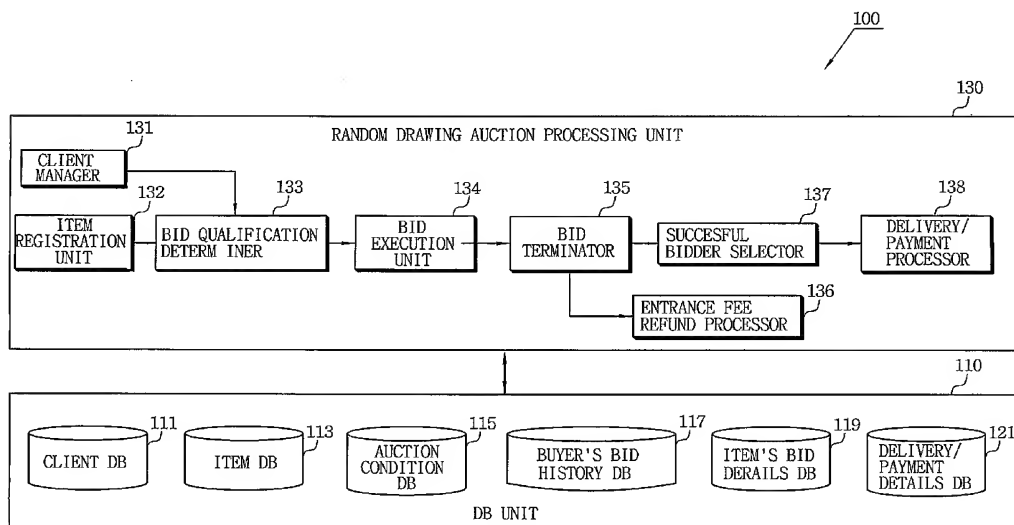 100
130
RANDOM DRAWING AUCTION PROCESSING UNIT
131
CLIENT
MANAGER
132
ITEM
REGISTRATION
UNIT
133
BID QUALIFICATION
DETERM INER
134
BID
EXECUTION
UNIT
135
BID
TERMINATOR
137
SUCCESFUL
BIDDER SELECTOR
138
DELIVERY/
PAYMENT
PROCESSOR
136
ENTRANCE FEE
REFUND PROCESSOR
110
111
CLIENT DB
113
ITEM DB
115
AUCTION
CONDITION
DB
117
BUYER'S BID
HISTORY DB
119
ITEM'S BID
DERAILS DB
121
DELIVERY/
PAYMENT
DETAILS DB
DB UNIT